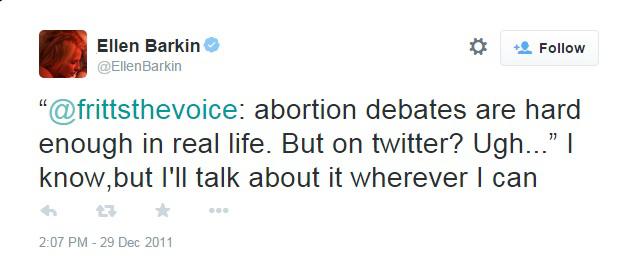 Ellen Barkin
@EllenBarkin
Follow
“@frittsthevoice: abortion debates are hard
enough in real life. But on twitter? Ugh...” I
know,but I'll talk about it wherever I can
2:07 PM - 29 Dec 2011